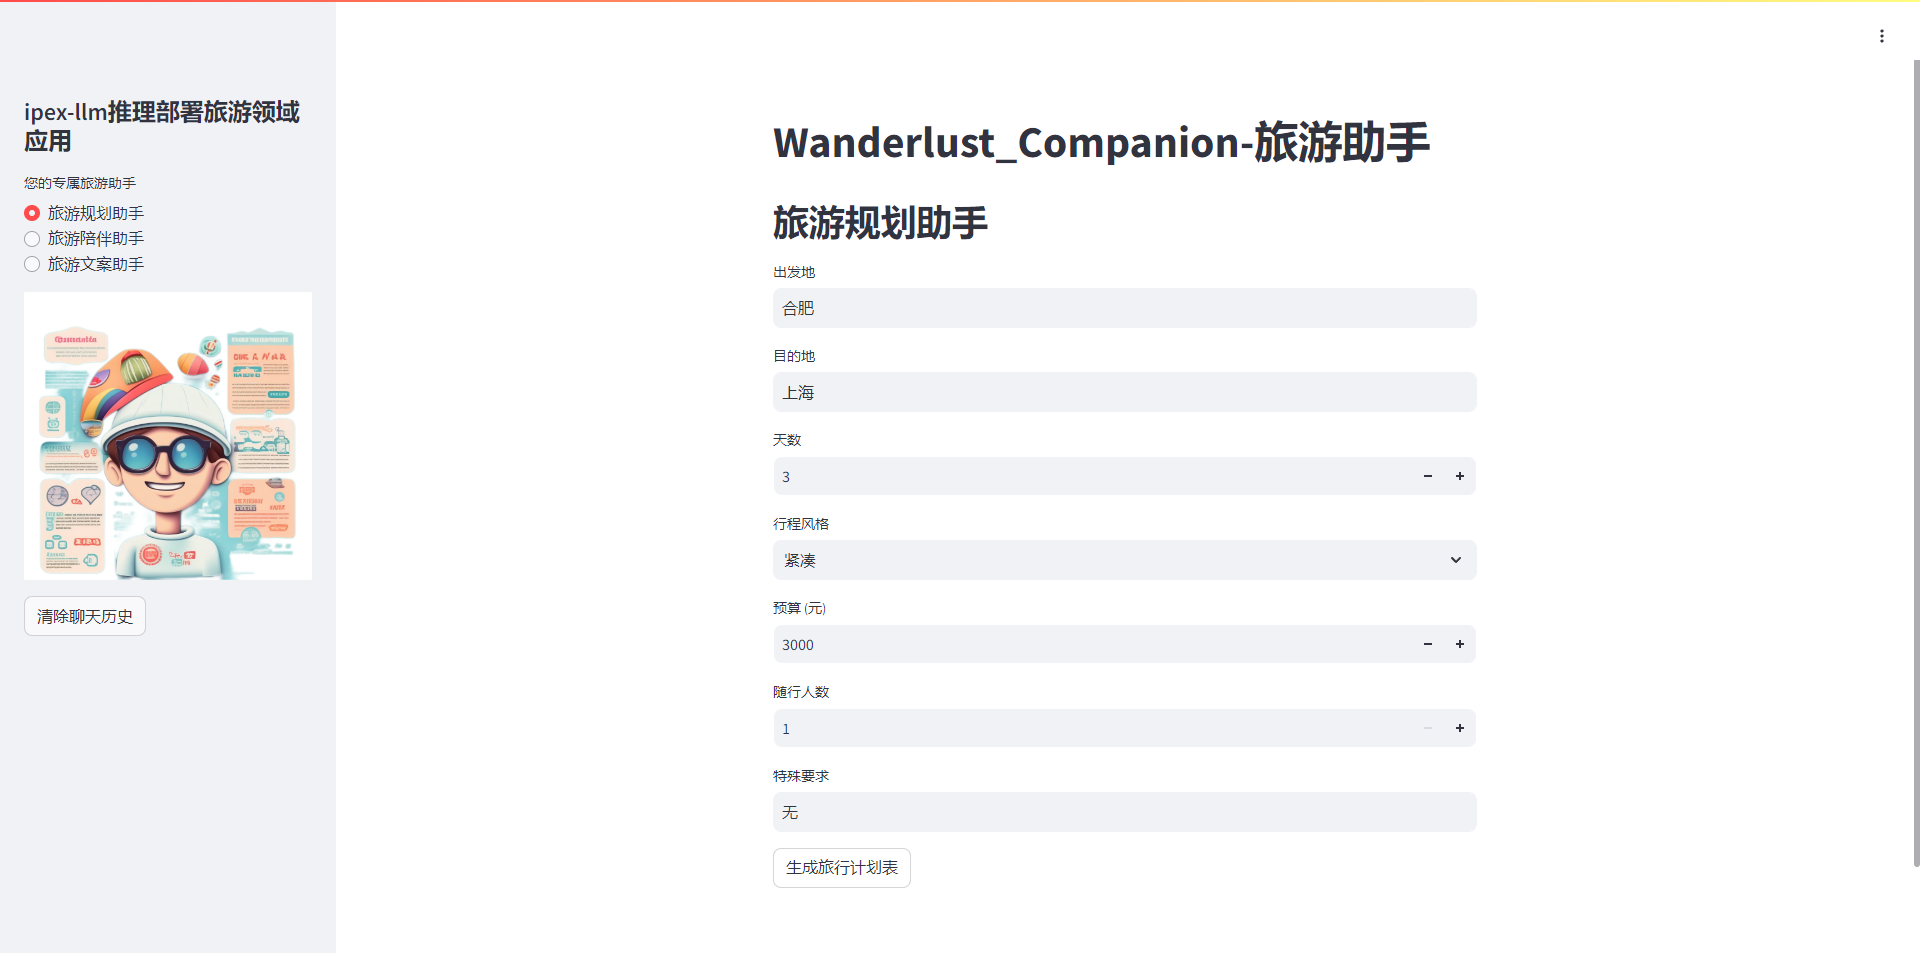 ipex-llm推理部署旅游领域
应用
您的专属旅游助手
旅游规划助手
旅游陪伴助手
旅游文案助手
清除聊天历史
Wanderlust_Companion-旅游助手
旅游规划助手
出发地
合肥
目的地
上海
天数
3
行程风格
紧凑
预算 (元)
3000
随行人数
1
特殊要求
无
生成旅行计划表